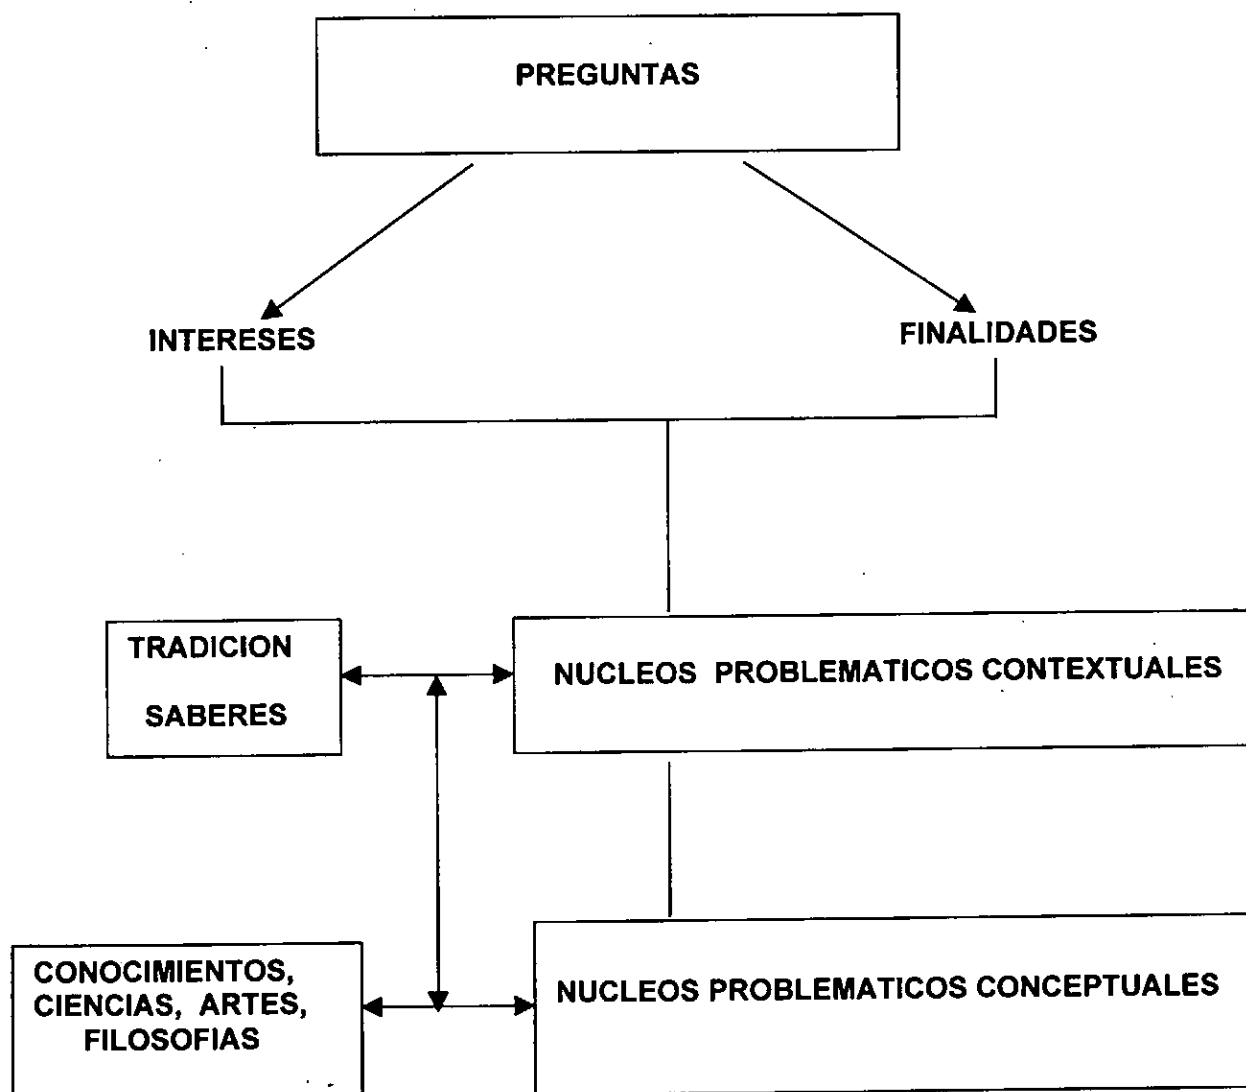 PREGUNTAS
INTERESES
FINALIDADES
TRADICION
SABERES
NUCLEOS PROBLEMATICOS CONTEXTUALES
CONOCIMIENTOS,
CIENCIAS, ARTES,
FILOSOFIAS
NUCLEOS PROBLEMATICOS CONCEPTUALES